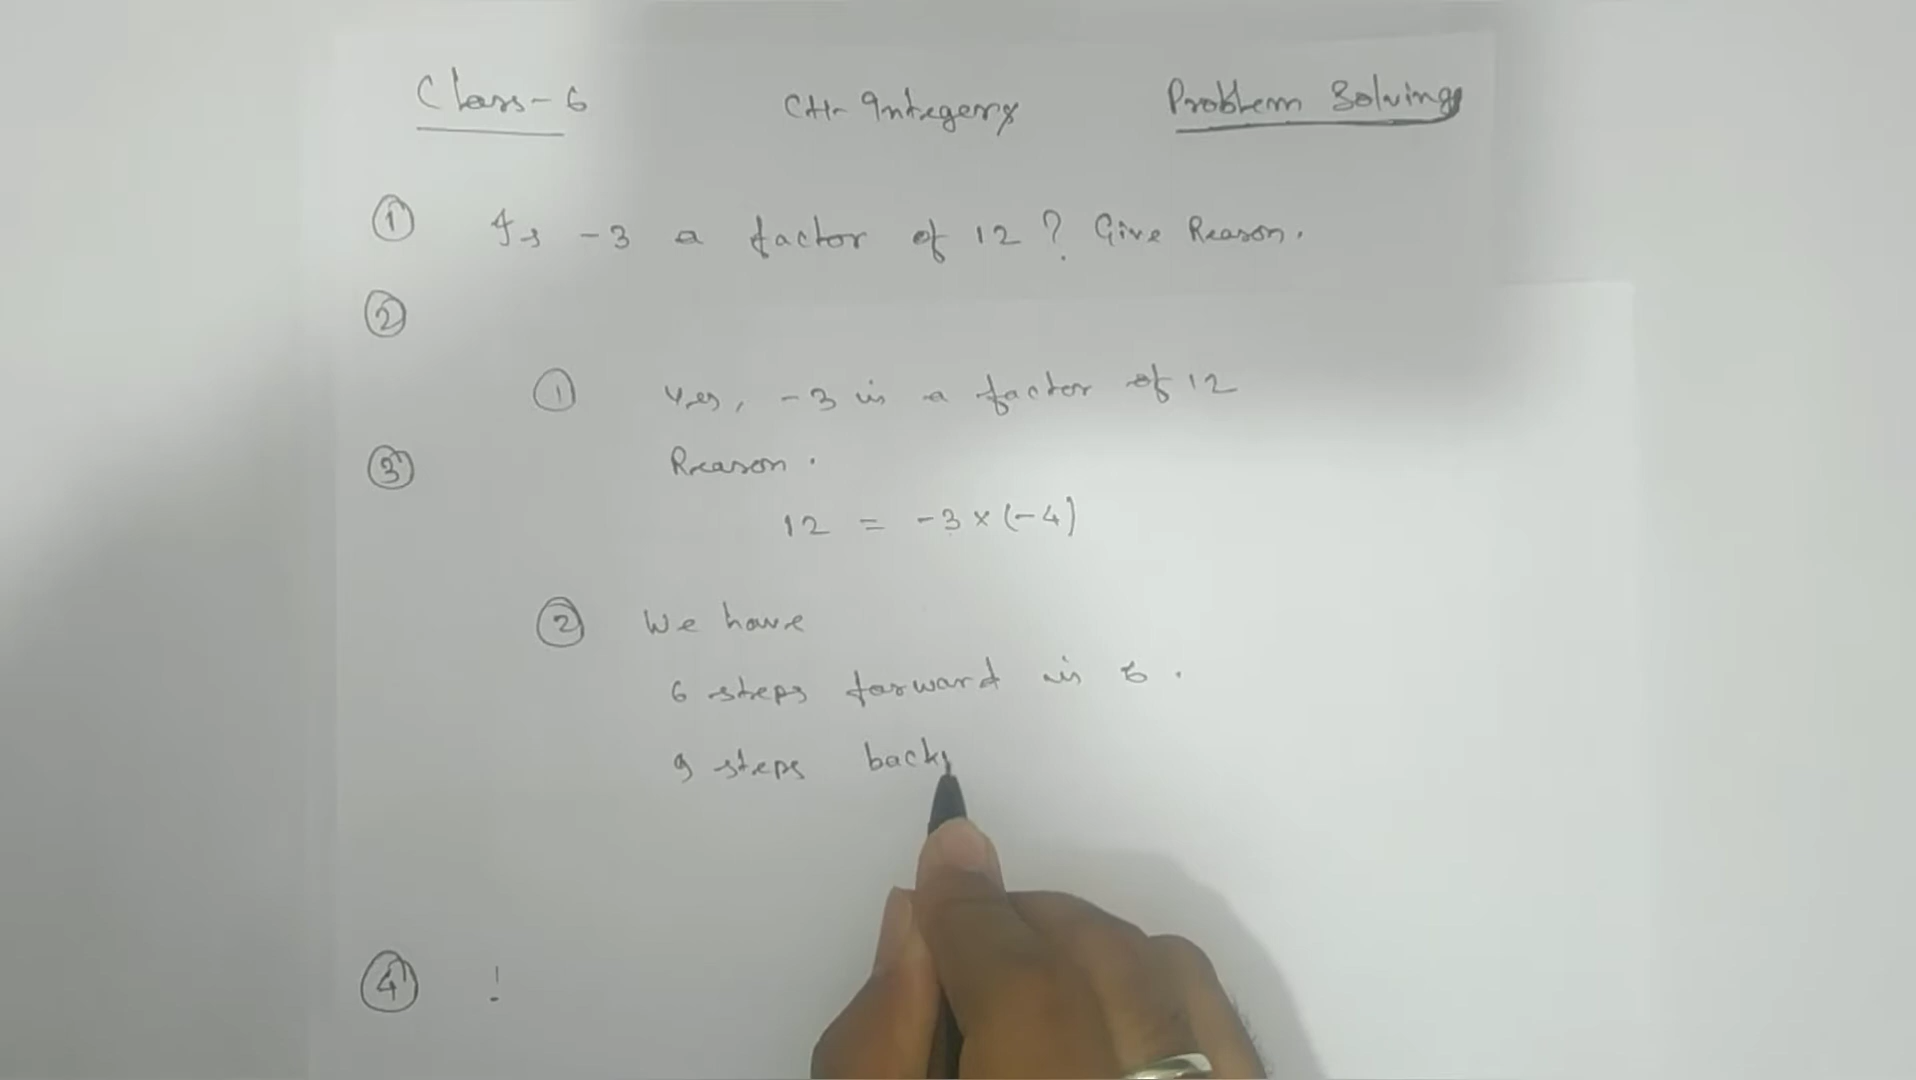 Class-6 CH- Integers Problem Solving
① Is -3 a factor of 12 ? Give Reason.
②
① Yes, -3 is a factor of 12
③ Reason.
12 = -3 × (-4)
② We have
6 steps forward is 6.
9 steps back
④ !